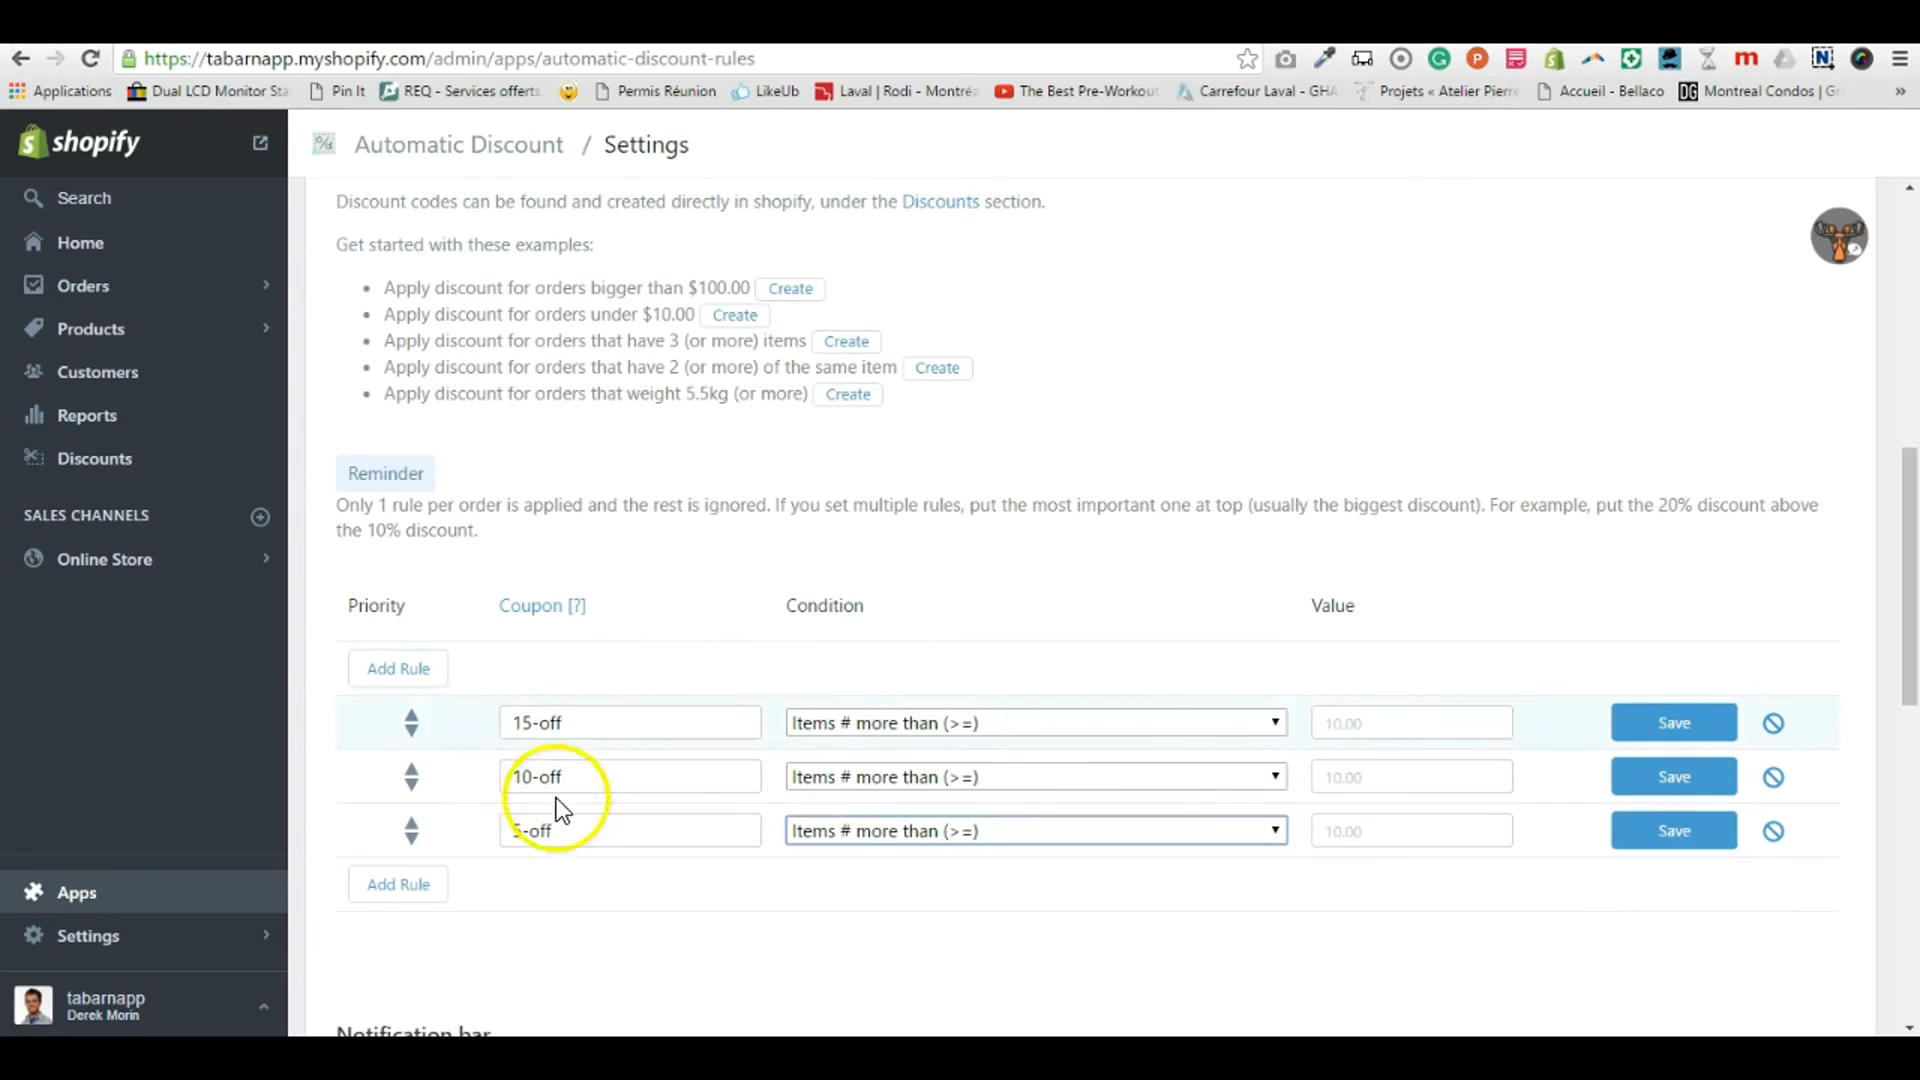 https://tabarnapp.myshopify.com/admin/apps/automatic-discount-rules
Applications Dual LCD Monitor Sta Pin It REQ - Services offerts Permis Réunion LikeUb Laval | Rodi - Montréa The Best Pre-Workout Carrefour Laval - GHA Projets « Atelier Pierre Accueil - Bellaco DG Montreal Condos | Gr »
shopify
Automatic Discount / Settings
Search
Home
Orders
Products
Customers
Reports
Discounts
SALES CHANNELS
Online Store
Apps
Settings
tabarnapp
Derek Morin
Discount codes can be found and created directly in shopify, under the Discounts section.
Get started with these examples:
• Apply discount for orders bigger than $100.00 Create
• Apply discount for orders under $10.00 Create
• Apply discount for orders that have 3 (or more) items Create
• Apply discount for orders that have 2 (or more) of the same item Create
• Apply discount for orders that weight 5.5kg (or more) Create
Reminder
Only 1 rule per order is applied and the rest is ignored. If you set multiple rules, put the most important one at top (usually the biggest discount). For example, put the 20% discount above
the 10% discount.
Priority Coupon [?] Condition Value
Add Rule
15-off Items # more than (>=) 10.00 Save
10-off Items # more than (>=) 10.00 Save
5-off Items # more than (>=) 10.00 Save
Add Rule
Notification bar